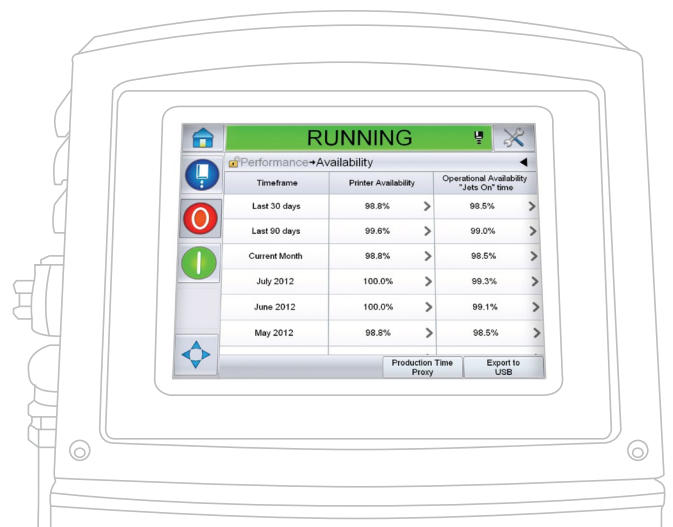 RUNNING
Performance→Availability
Timeframe Printer Availability Operational Availability
"Jets On" time
Last 30 days 98.8% 98.5%
Last 90 days 99.6% 99.0%
Current Month 98.8% 98.5%
July 2012 100.0% 99.3%
June 2012 100.0% 99.1%
May 2012 98.8% 98.5%
Production Time Export to
Proxy USB